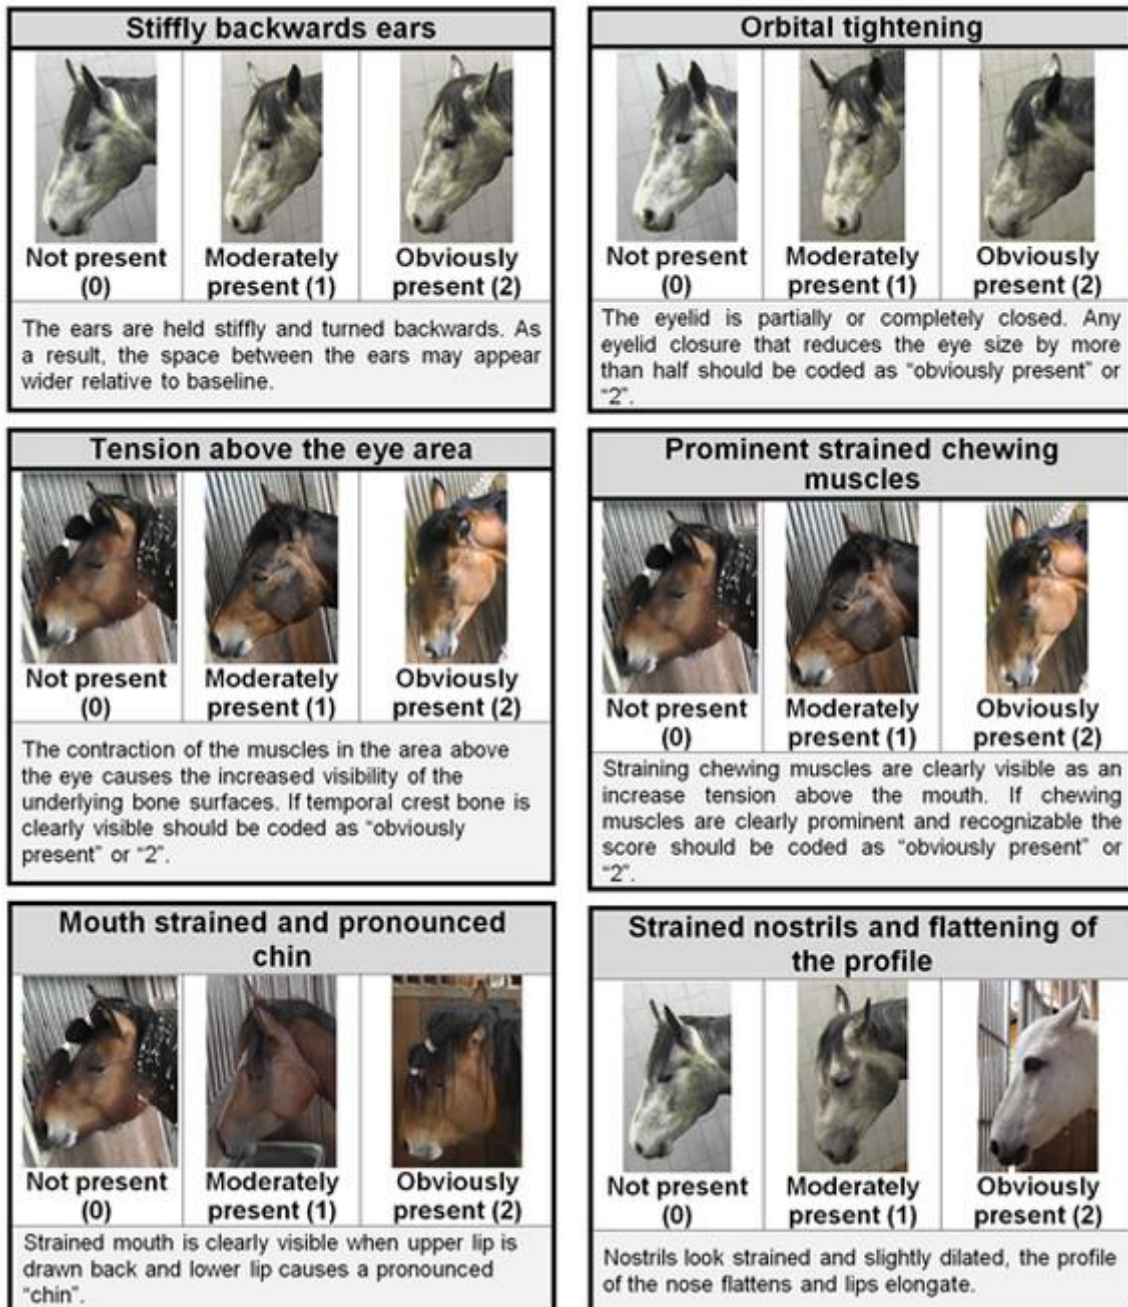 Stiffly backwards ears
Not present
(0)
Moderately
present (1)
Obviously
present (2)
The ears are held stiffly and turned backwards. As
a result, the space between the ears may appear
wider relative to baseline.
Orbital tightening
Not present
(0)
Moderately
present (1)
Obviously
present (2)
The eyelid is partially or completely closed. Any
eyelid closure that reduces the eye size by more
than half should be coded as “obviously present” or
“2”.
Tension above the eye area
Not present
(0)
Moderately
present (1)
Obviously
present (2)
The contraction of the muscles in the area above
the eye causes the increased visibility of the
underlying bone surfaces. If temporal crest bone is
clearly visible should be coded as “obviously
present” or “2”.
Prominent strained chewing
muscles
Not present
(0)
Moderately
present (1)
Obviously
present (2)
Straining chewing muscles are clearly visible as an
increase tension above the mouth. If chewing
muscles are clearly prominent and recognizable the
score should be coded as “obviously present” or
“2”.
Mouth strained and pronounced
chin
Not present
(0)
Moderately
present (1)
Obviously
present (2)
Strained mouth is clearly visible when upper lip is
drawn back and lower lip causes a pronounced
“chin”.
Strained nostrils and flattening of
the profile
Not present
(0)
Moderately
present (1)
Obviously
present (2)
Nostrils look strained and slightly dilated, the profile
of the nose flattens and lips elongate.